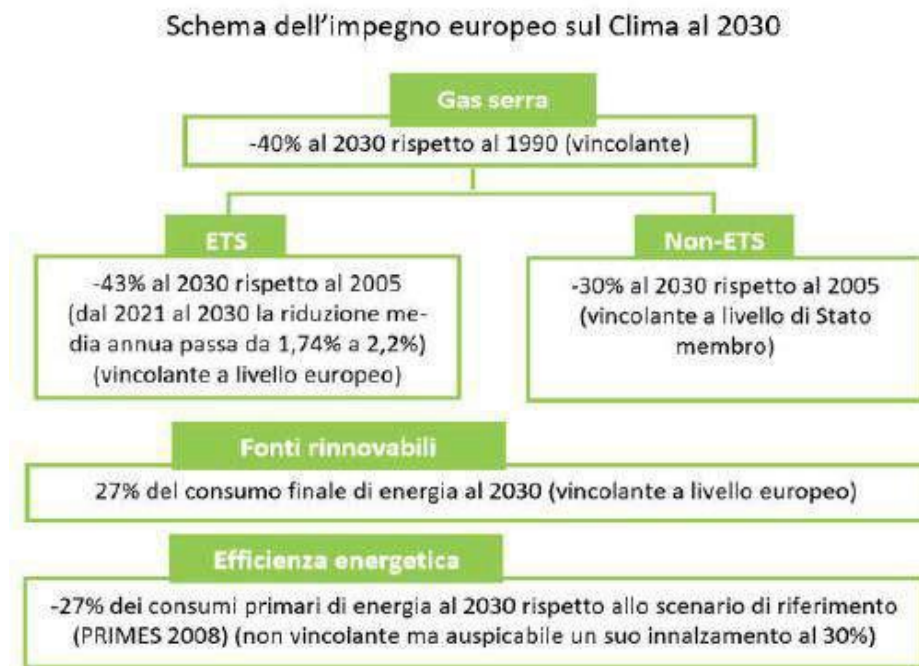 Schema dell'impegno europeo sul Clima al 2030
Gas serra
-40% al 2030 rispetto al 1990 (vincolante)
ETS
-43% al 2030 rispetto al 2005
(dal 2021 al 2030 la riduzione me-
dia annua passa da 1,74% a 2,2%)
(vincolante a livello europeo)
Non-ETS
-30% al 2030 rispetto al 2005
(vincolante a livello di Stato
membro)
Fonti rinnovabili
27% del consumo finale di energia al 2030 (vincolante a livello europeo)
Efficienza energetica
-27% dei consumi primari di energia al 2030 rispetto allo scenario di riferimento
(PRIMES 2008) (non vincolante ma auspicabile un suo innalzamento al 30%)